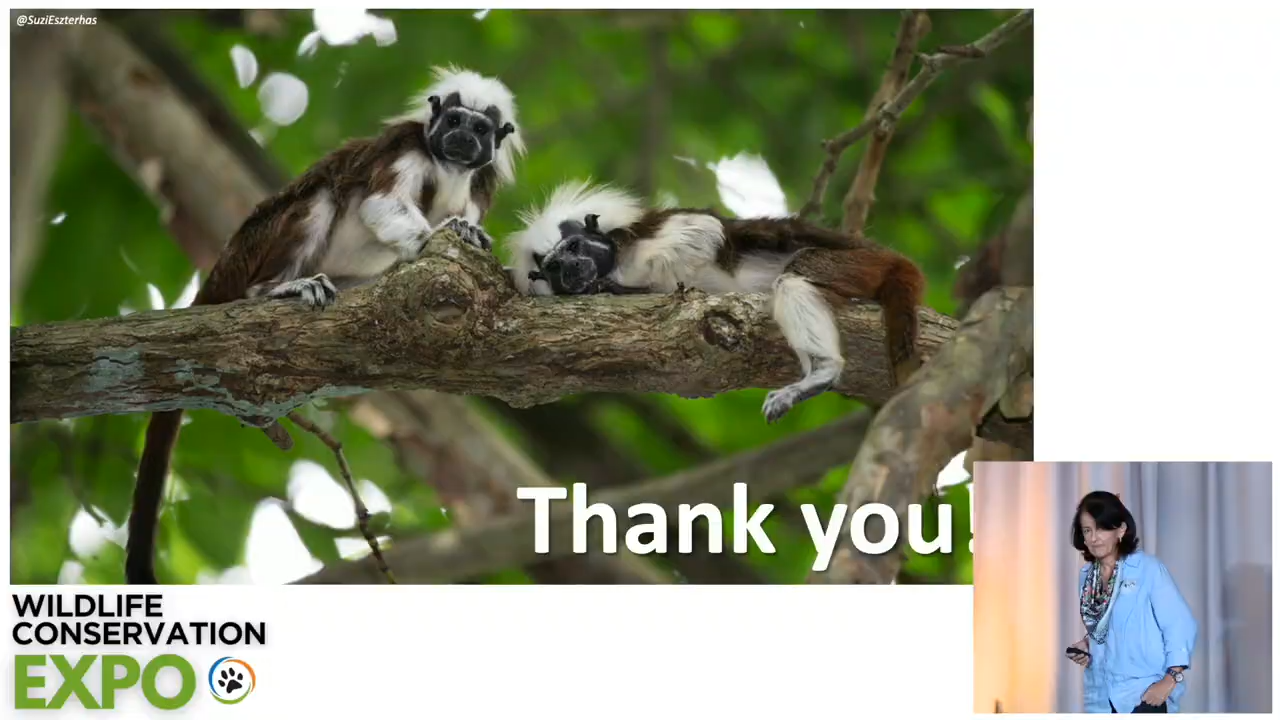 @SuziEszterhas
Thank you!
WILDLIFE
CONSERVATION
EXPO